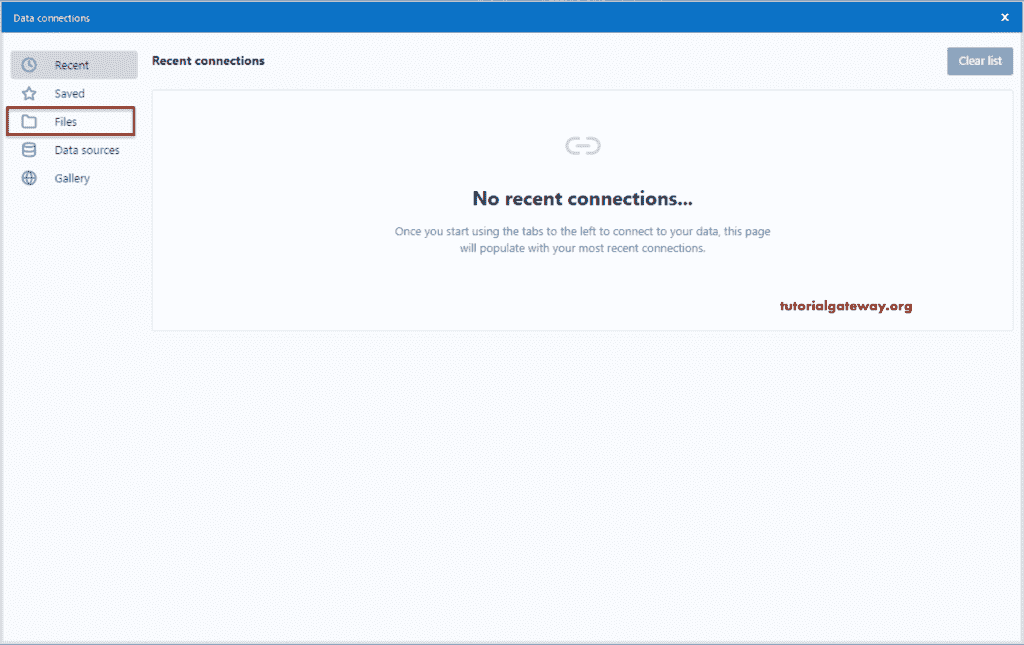 Data connections
x
Recent
Saved
Files
Data sources
Gallery
Recent connections
Clear list
No recent connections...
Once you start using the tabs to the left to connect to your data, this page
will populate with your most recent connections.
tutorialgateway.org